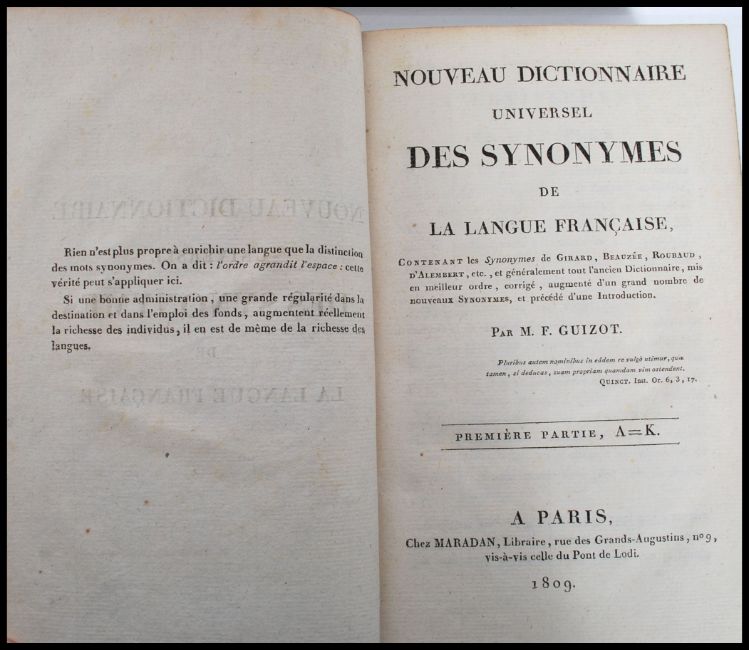 Rien n'est plus propre à enrichir une langue que la distinction
des mots synonymes. On a dit : l'ordre agrandit l'espace : cette
vérité peut s'appliquer ici.
Si une bonne administration, une grande régularité dans la
destination et dans l'emploi des fonds, augmentent réellement
la richesse des individus, il en est de même de la richesse des
langues.
NOUVEAU DICTIONNAIRE
UNIVERSEL
DES SYNONYMES
DE
LA LANGUE FRANÇAISE,
CONTENANT les Synonymes de GIRARD, BEAUZÉE, ROUBAUD,
D'ALEMBERT, etc., et généralement tout l'ancien Dictionnaire, mis
en meilleur ordre, corrigé, augmenté d'un grand nombre de
nouveaux SYNONYMES, et précédé d'une Introduction.
PAR M. F. GUIZOT.
Pluribus autem nominibus in eâdem re vulgò utimur, quæ
tamen, si deducas, suam propriam quamdam vim ostendent.
QUINCT. Inst. Or. 6, 3, 17.
PREMIÈRE PARTIE, A=K.
A PARIS,
Chez MARADAN, Libraire, rue des Grands-Augustins, nº 9,
vis-à-vis celle du Pont de Lodi.
1809.